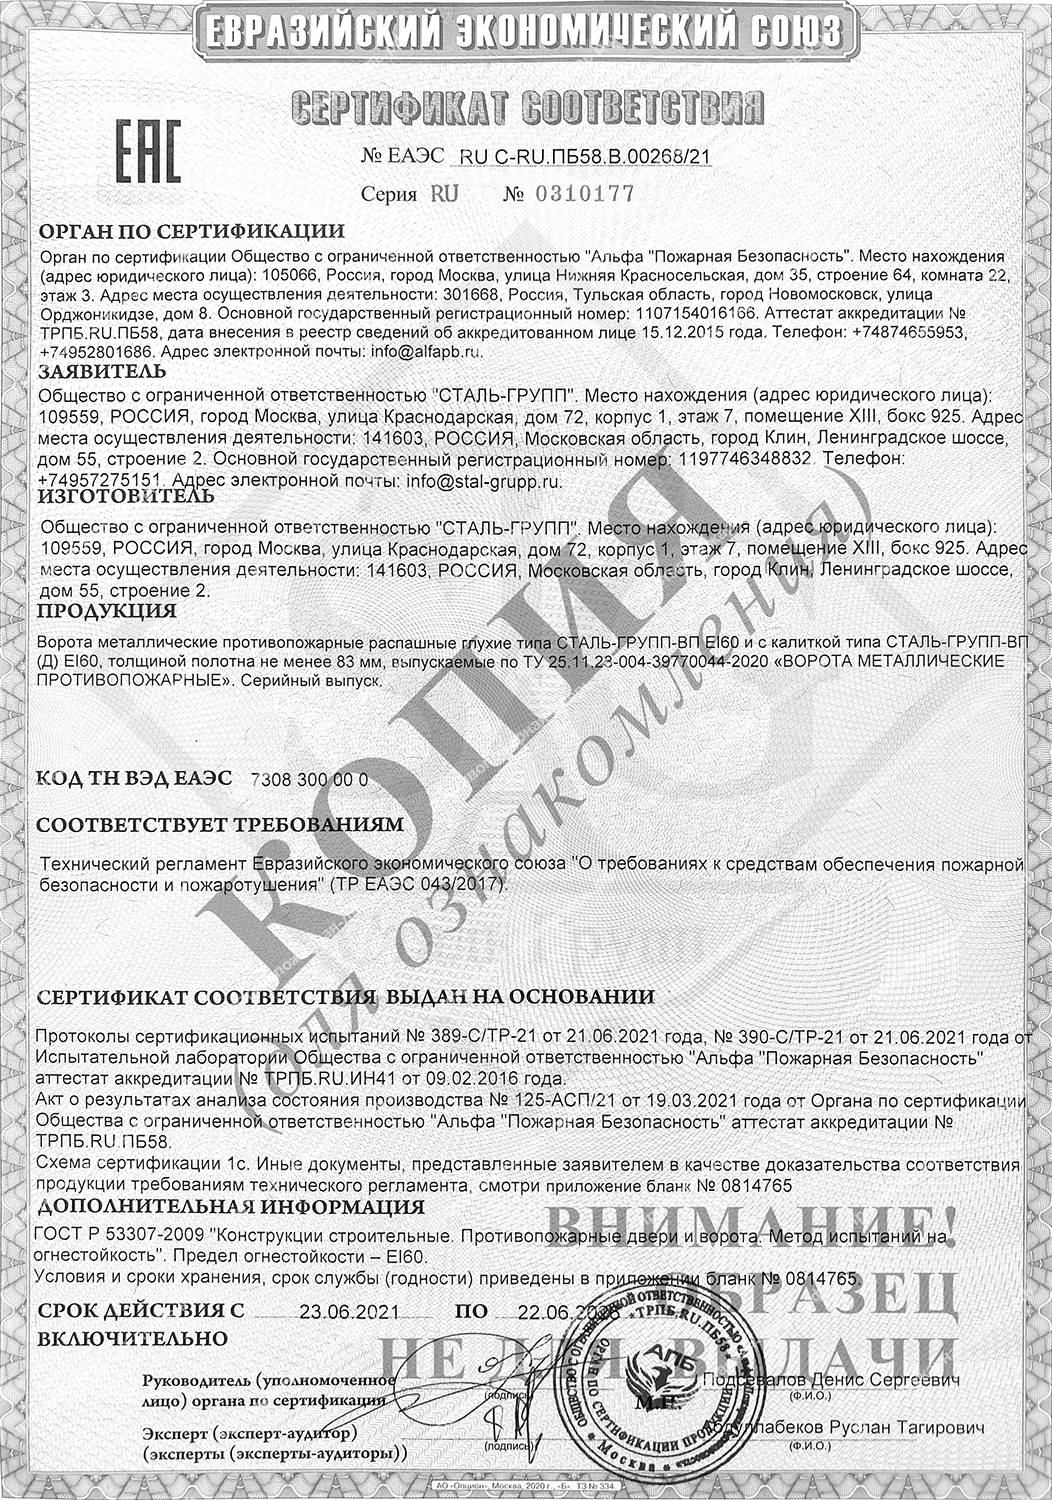 ЕВРАЗИЙСКИЙ ЭКОНОМИЧЕСКИЙ СОЮЗ
СЕРТИФИКАТ СООТВЕТСТВИЯ
ЕАС
№ ЕАЭС RU C-RU.ПБ58.В.00268/21
Серия RU № 0310177
ОРГАН ПО СЕРТИФИКАЦИИ
Орган по сертификации Общество с ограниченной ответственностью "Альфа "Пожарная Безопасность". Место нахождения
(адрес юридического лица): 105066, Россия, город Москва, улица Нижняя Красносельская, дом 35, строение 64, комната 22,
этаж 3. Адрес места осуществления деятельности: 301668, Россия, Тульская область, город Новомосковск, улица
Орджоникидзе, дом 8. Основной государственный регистрационный номер: 1107154016166. Аттестат аккредитации №
ТРПБ.RU.ПБ58, дата внесения в реестр сведений об аккредитованном лице 15.12.2015 года. Телефон: +74874655953,
+74952801686. Адрес электронной почты: info@alfapb.ru.
ЗАЯВИТЕЛЬ
Общество с ограниченной ответственностью "СТАЛЬ-ГРУПП". Место нахождения (адрес юридического лица):
109559, РОССИЯ, город Москва, улица Краснодарская, дом 72, корпус 1, этаж 7, помещение XIII, бокс 925. Адрес
места осуществления деятельности: 141603, РОССИЯ, Московская область, город Клин, Ленинградское шоссе,
дом 55, строение 2. Основной государственный регистрационный номер: 1197746348832. Телефон:
+74957275151. Адрес электронной почты: info@stal-grupp.ru.
ИЗГОТОВИТЕЛЬ
Общество с ограниченной ответственностью "СТАЛЬ-ГРУПП". Место нахождения (адрес юридического лица):
109559, РОССИЯ, город Москва, улица Краснодарская, дом 72, корпус 1, этаж 7, помещение XIII, бокс 925. Адрес
места осуществления деятельности: 141603, РОССИЯ, Московская область, город Клин, Ленинградское шоссе,
дом 55, строение 2.
ПРОДУКЦИЯ
Ворота металлические противопожарные распашные глухие типа СТАЛЬ-ГРУПП-ВП EI60 и с калиткой типа СТАЛЬ-ГРУПП-ВП
(Д) EI60, толщиной полотна не менее 83 мм, выпускаемые по ТУ 25.11.23-004-39770044-2020 «ВОРОТА МЕТАЛЛИЧЕСКИЕ
ПРОТИВОПОЖАРНЫЕ». Серийный выпуск.
КОД ТН ВЭД ЕАЭС 7308 300 00 0
СООТВЕТСТВУЕТ ТРЕБОВАНИЯМ
Технический регламент Евразийского экономического союза "О требованиях к средствам обеспечения пожарной
безопасности и пожаротушения" (ТР ЕАЭС 043/2017).
КОПИЯ
(для ознакомления)
СЕРТИФИКАТ СООТВЕТСТВИЯ ВЫДАН НА ОСНОВАНИИ
Протоколы сертификационных испытаний № 389-С/ТР-21 от 21.06.2021 года, № 390-С/ТР-21 от 21.06.2021 года от
Испытательной лаборатории Общества с ограниченной ответственностью "Альфа "Пожарная Безопасность"
аттестат аккредитации № ТРПБ.RU.ИН41 от 09.02.2016 года.
Акт о результатах анализа состояния производства № 125-АСП/21 от 19.03.2021 года от Органа по сертификации
Общества с ограниченной ответственностью "Альфа "Пожарная Безопасность" аттестат аккредитации №
ТРПБ.RU.ПБ58.
Схема сертификации 1с. Иные документы, представленные заявителем в качестве доказательства соответствия
продукции требованиям технического регламента, смотри приложение бланк № 0814765
ДОПОЛНИТЕЛЬНАЯ ИНФОРМАЦИЯ
ГОСТ Р 53307-2009 "Конструкции строительные. Противопожарные двери и ворота. Метод испытаний на
огнестойкость". Предел огнестойкости – EI60.
Условия и сроки хранения, срок службы (годности) приведены в приложении бланк № 0814765
ВНИМАНИЕ!
ОБРАЗЕЦ
НЕ ДЛЯ ВЫДАЧИ
СРОК ДЕЙСТВИЯ С 23.06.2021 ПО 22.06.2026
ВКЛЮЧИТЕЛЬНО
Руководитель (уполномоченное
лицо) органа по сертификации
(подпись)
Подсевалов Денис Сергеевич
(Ф.И.О.)
М.П.
Эксперт (эксперт-аудитор)
(эксперты (эксперты-аудиторы))
(подпись)
Абдуллабеков Руслан Тагирович
(Ф.И.О.)
ТРПБ.RU.ПБ58
АПБ
ОРГАН ПО СЕРТИФИКАЦИИ ПРОДУКЦИИ
Москва
АО «Опцион», Москва, 2020 г., «Б». ТЗ № 334